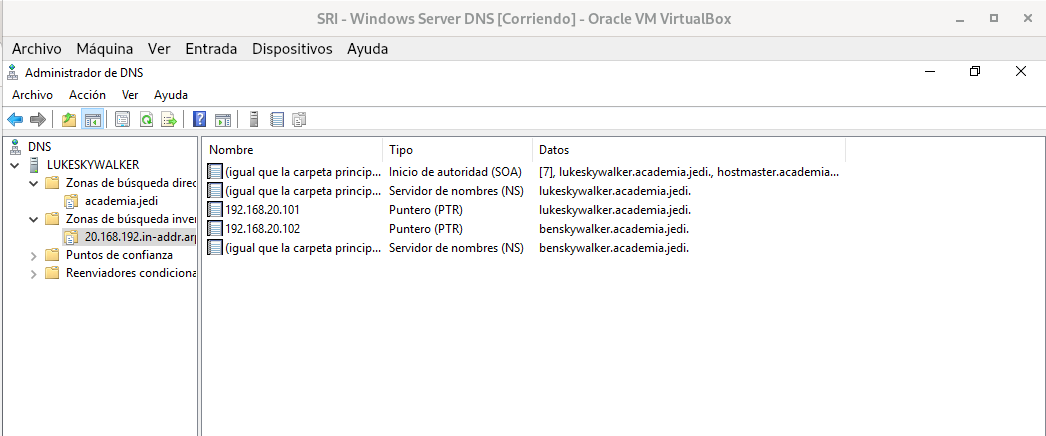 SRI - Windows Server DNS [Corriendo] - Oracle VM VirtualBox
Archivo Máquina Ver Entrada Dispositivos Ayuda
Administrador de DNS
Archivo Acción Ver Ayuda
DNS
LUKESKYWALKER
Zonas de búsqueda direc
academia.jedi
Zonas de búsqueda inver
20.168.192.in-addr.arp
Puntos de confianza
Reenviadores condiciona
Nombre Tipo Datos
(igual que la carpeta princip... Inicio de autoridad (SOA) [7], lukeskywalker.academia.jedi., hostmaster.academia...
(igual que la carpeta princip... Servidor de nombres (NS) lukeskywalker.academia.jedi.
192.168.20.101 Puntero (PTR) lukeskywalker.academia.jedi.
192.168.20.102 Puntero (PTR) benskywalker.academia.jedi.
(igual que la carpeta princip... Servidor de nombres (NS) benskywalker.academia.jedi.